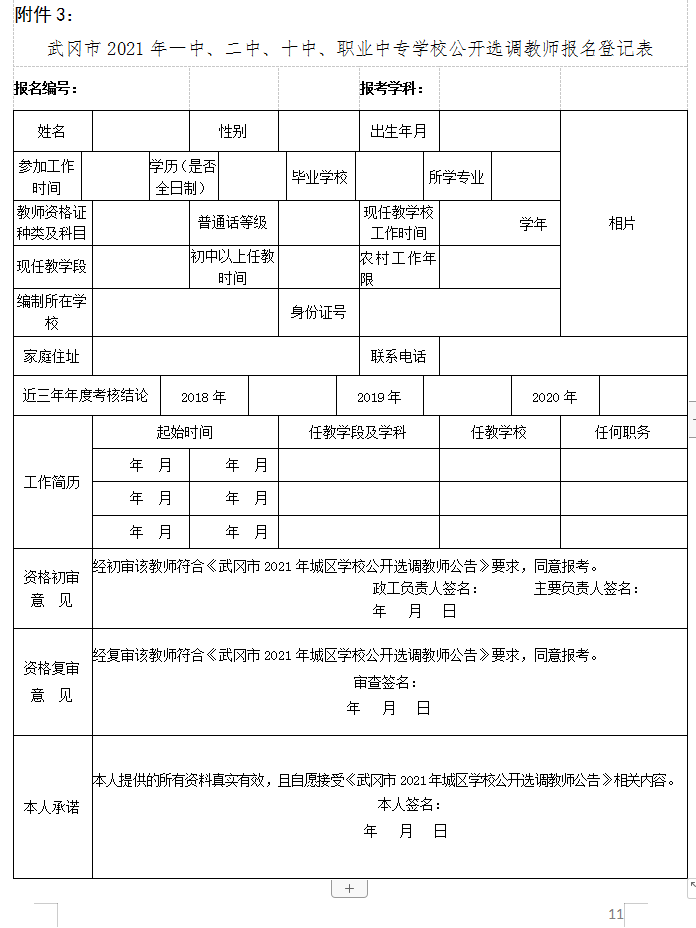 附件 3：
武冈市 2021 年一中、二中、十中、职业中专学校公开选调教师报名登记表
报名编号： 报考学科：
姓名 性别 出生年月 相片
参加工作时间 学历（是否全日制） 毕业学校 所学专业
教师资格证种类及科目 普通话等级 现任教学校工作时间 学年
现任教学段 初中以上任教时间 农村工作年限
编制所在学校 身份证号
家庭住址 联系电话
近三年年度考核结论 2018 年 2019 年 2020 年
工作简历 起始时间 任教学段及学科 任教学校 任何职务
年 月 年 月
年 月 年 月
年 月 年 月
资格初审意 见
经初审该教师符合《武冈市 2021 年城区学校公开选调教师公告》要求，同意报考。
政工负责人签名： 主要负责人签名：
年 月 日
资格复审意 见
经复审该教师符合《武冈市 2021 年城区学校公开选调教师公告》要求，同意报考。
审查签名：
年 月 日
本人承诺
本人提供的所有资料真实有效，且自愿接受《武冈市 2021 年城区学校公开选调教师公告》相关内容。
本人签名：
年 月 日
11